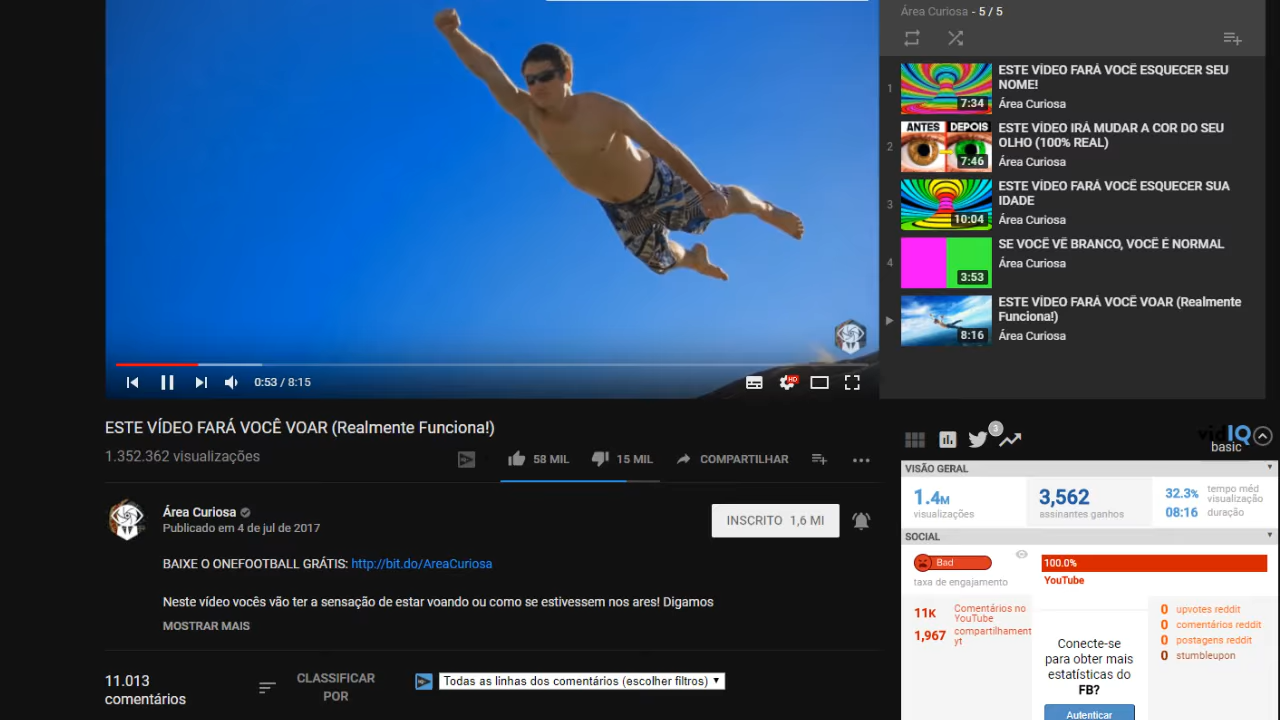 Área Curiosa - 5 / 5
1
ESTE VÍDEO FARÁ VOCÊ ESQUECER SEU
NOME!
Área Curiosa
7:34
2
ANTES DEPOIS
ESTE VÍDEO IRÁ MUDAR A COR DO SEU
OLHO (100% REAL)
Área Curiosa
7:46
3
ESTE VÍDEO FARÁ VOCÊ ESQUECER SUA
IDADE
Área Curiosa
10:04
4
SE VOCÊ VÊ BRANCO, VOCÊ É NORMAL
Área Curiosa
3:53
ESTE VÍDEO FARÁ VOCÊ VOAR (Realmente
Funciona!)
Área Curiosa
8:16
0:53 / 8:15
HD
ESTE VÍDEO FARÁ VOCÊ VOAR (Realmente Funciona!)
1.352.362 visualizações
58 MIL
15 MIL
COMPARTILHAR
Área Curiosa
Publicado em 4 de jul de 2017
INSCRITO 1,6 MI
BAIXE O ONEFOOTBALL GRÁTIS: http://bit.do/AreaCuriosa
Neste vídeo vocês vão ter a sensação de estar voando ou como se estivessem nos ares! Digamos
MOSTRAR MAIS
11.013
comentários
CLASSIFICAR
POR
Todas as linhas dos comentários (escolher filtros)
3
vidIQ
basic
VISÃO GERAL
1.4M
visualizações
3,562
assinantes ganhos
32.3% tempo méd
visualização
08:16 duração
SOCIAL
Bad
taxa de engajamento
100.0%
YouTube
11K Comentários no
YouTube
1,967 compartilhament
yt
Conecte-se
para obter mais
estatísticas do
FB?
Autenticar
0 upvotes reddit
0 comentários reddit
0 postagens reddit
0 stumbleupon